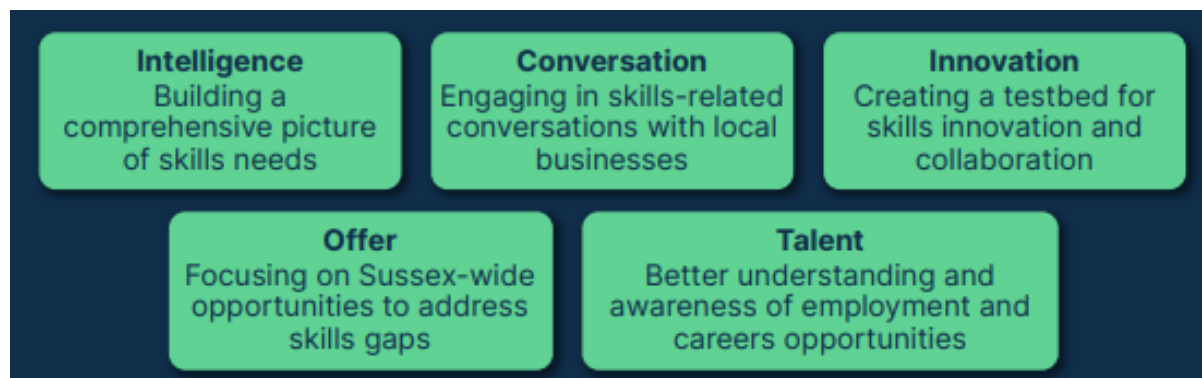 Intelligence
Building a
comprehensive picture
of skills needs
Conversation
Engaging in skills-related
conversations with local
businesses
Innovation
Creating a testbed for
skills innovation and
collaboration
Offer
Focusing on Sussex-wide
opportunities to address
skills gaps
Talent
Better understanding and
awareness of employment and
careers opportunities